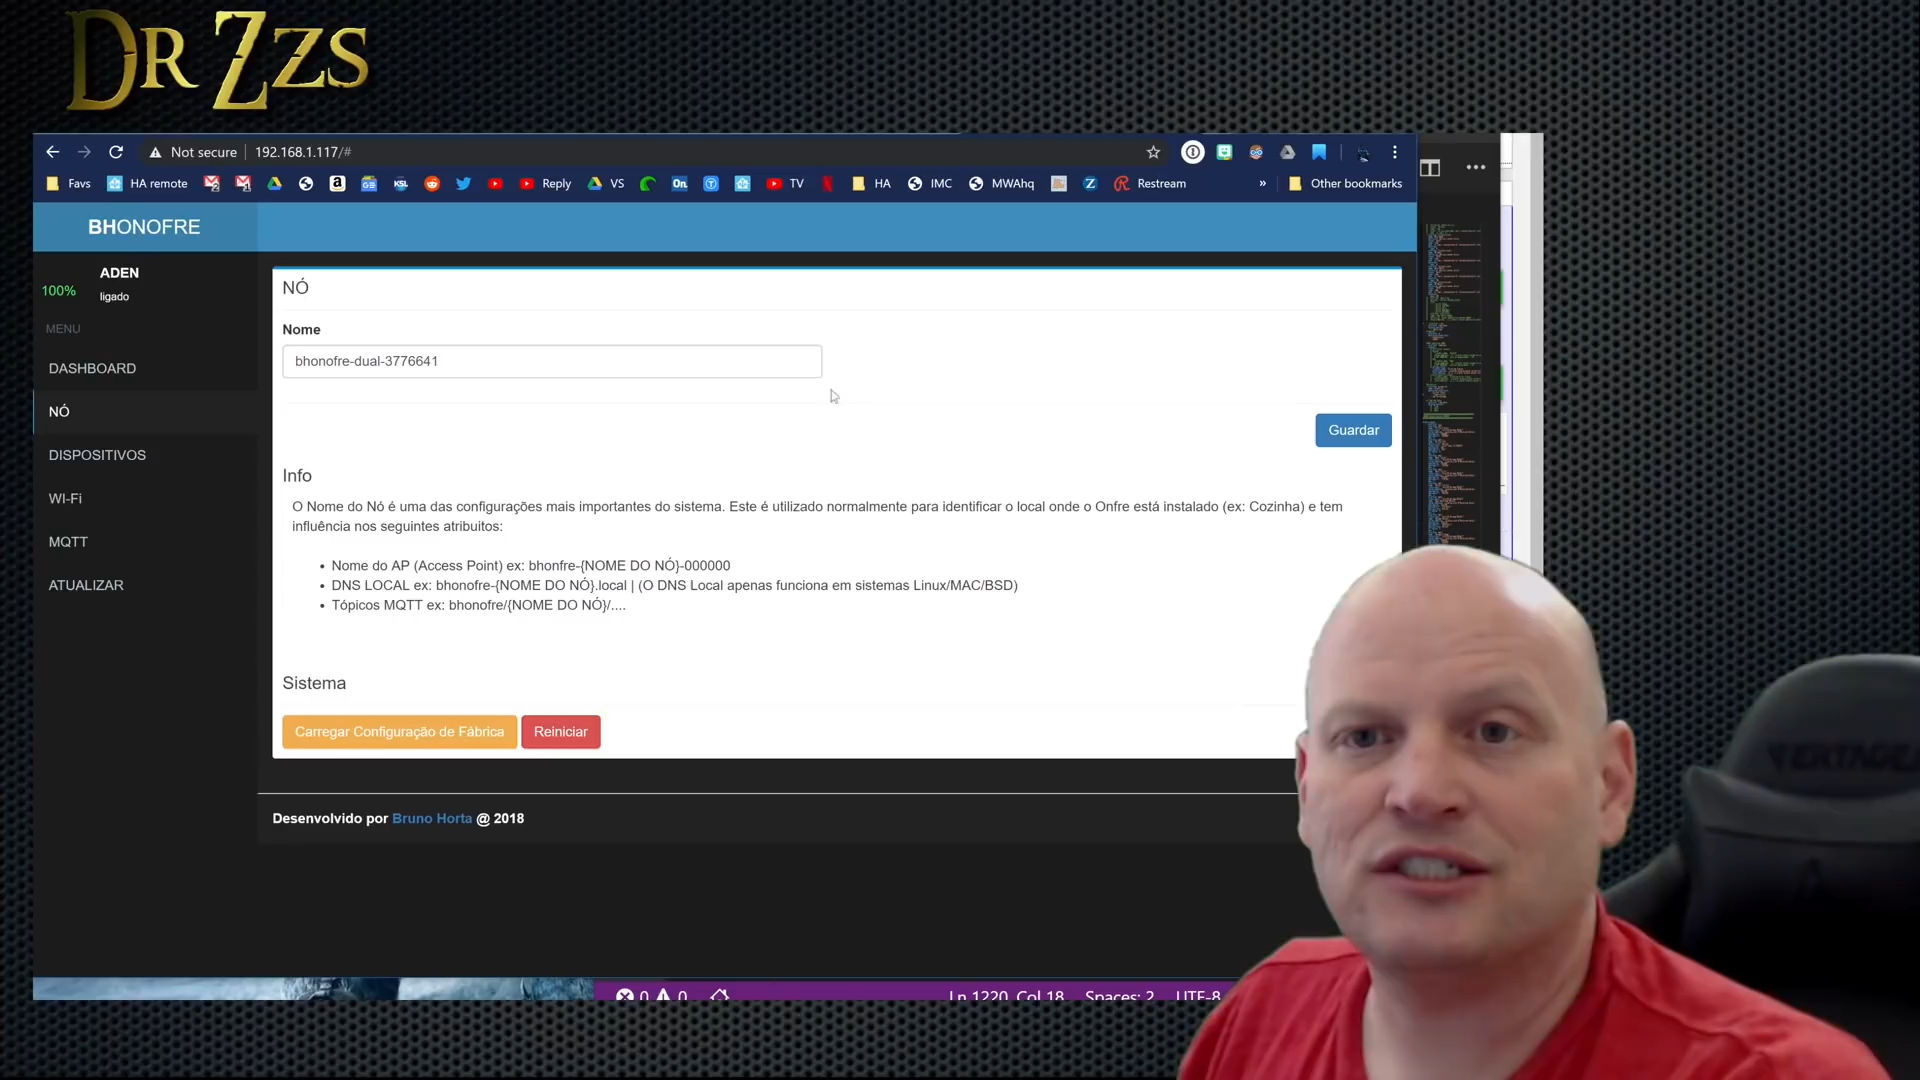 DR ZZS
Not secure
192.168.1.117/#
Favs
HA remote
Reply
VS
On.
TV
HA
IMC
MWAhq
Restream
»
Other bookmarks
BHONOFRE
ADEN
100%
ligado
MENU
DASHBOARD
NÓ
DISPOSITIVOS
WI-Fi
MQTT
ATUALIZAR
NÓ
Nome
bhonofre-dual-3776641
Guardar
Info
O Nome do Nó é uma das configurações mais importantes do sistema. Este é utilizado normalmente para identificar o local onde o Onfre está instalado (ex: Cozinha) e tem
influência nos seguintes atributos:
• Nome do AP (Access Point) ex: bhonfre-{NOME DO NÓ}-000000
• DNS LOCAL ex: bhonofre-{NOME DO NÓ}.local | (O DNS Local apenas funciona em sistemas Linux/MAC/BSD)
• Tópicos MQTT ex: bhonofre/{NOME DO NÓ}/....
Sistema
Carregar Configuração de Fábrica
Reiniciar
Desenvolvido por Bruno Horta @ 2018
0
0
Ln 1220, Col 18
Spaces: 2
UTF-8